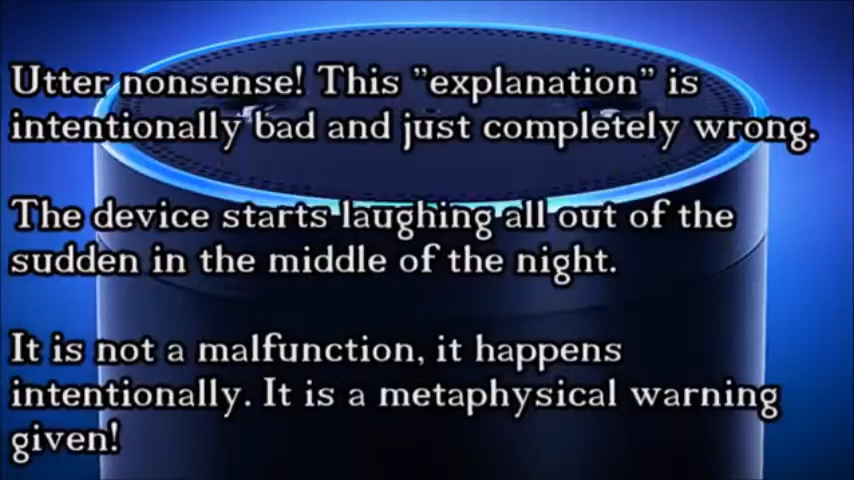 Utter nonsense! This "explanation" is
intentionally bad and just completely wrong.
The device starts laughing all out of the
sudden in the middle of the night.
It is not a malfunction, it happens
intentionally. It is a metaphysical warning
given!